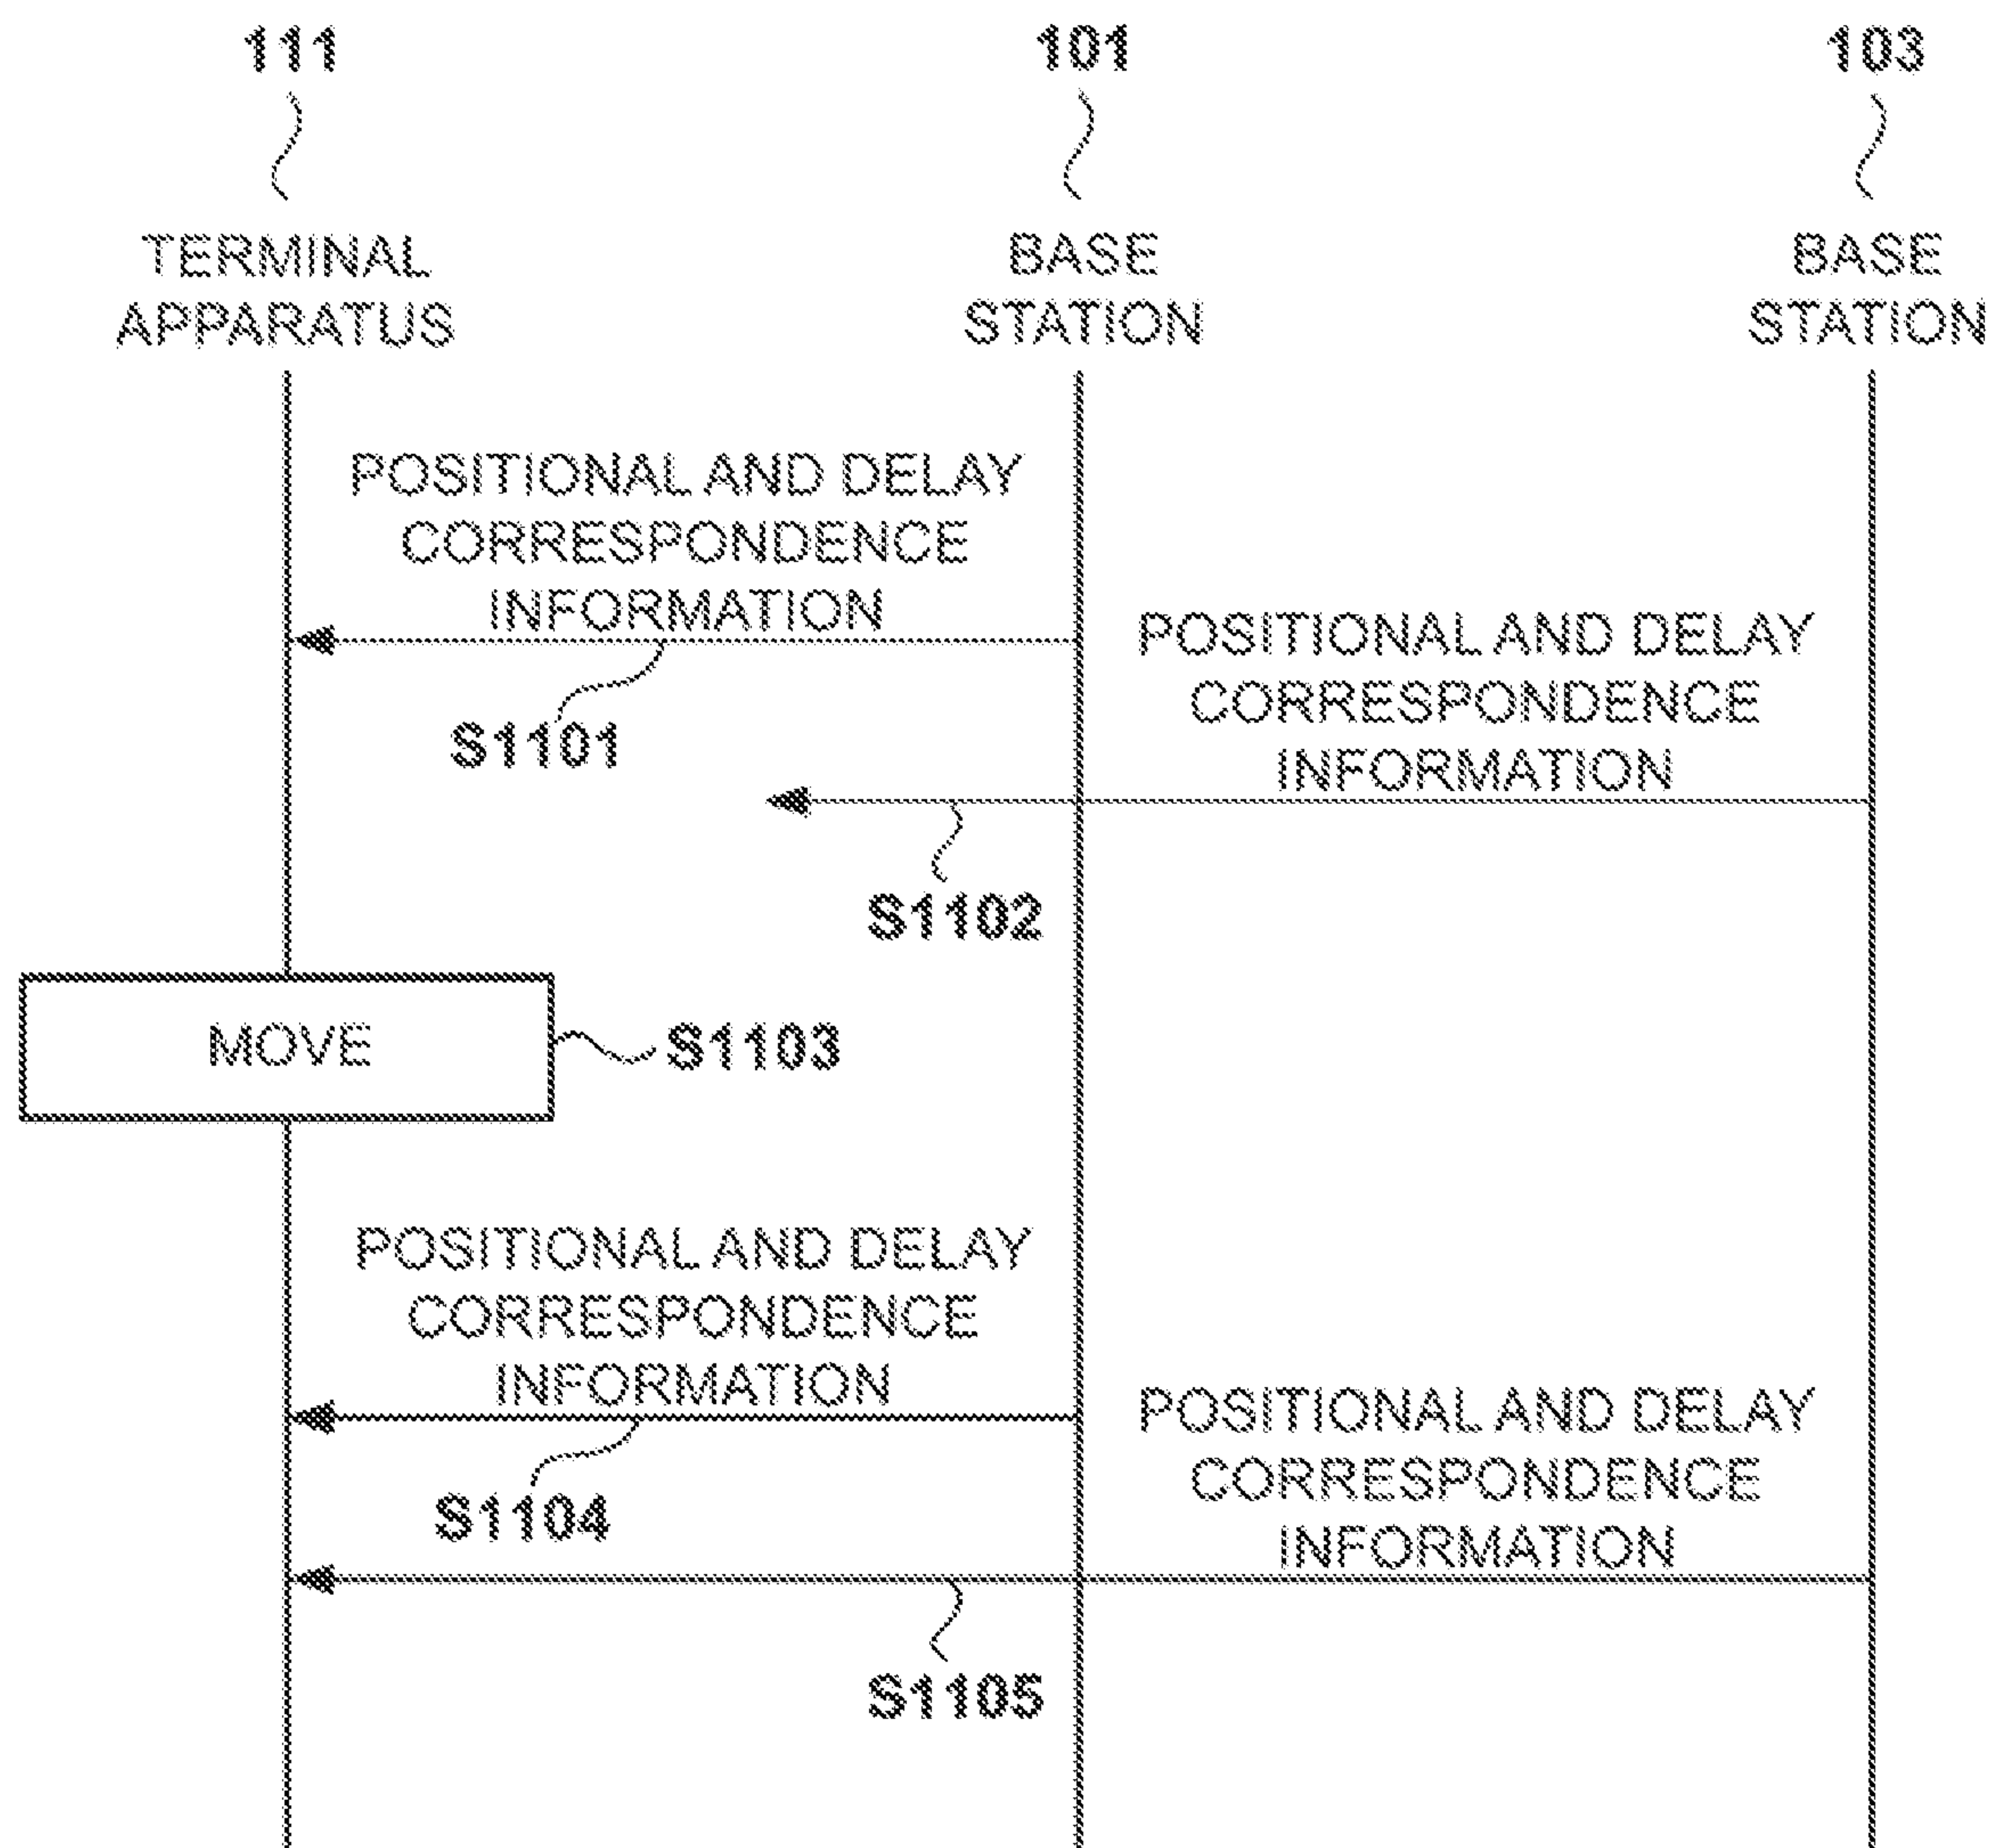 111
101
103
TERMINAL
APPARATUS
BASE
STATION
BASE
STATION
POSITIONAL AND DELAY
CORRESPONDENCE
INFORMATION
S1101
POSITIONAL AND DELAY
CORRESPONDENCE
INFORMATION
S1102
MOVE
S1103
POSITIONAL AND DELAY
CORRESPONDENCE
INFORMATION
S1104
POSITIONAL AND DELAY
CORRESPONDENCE
INFORMATION
S1105